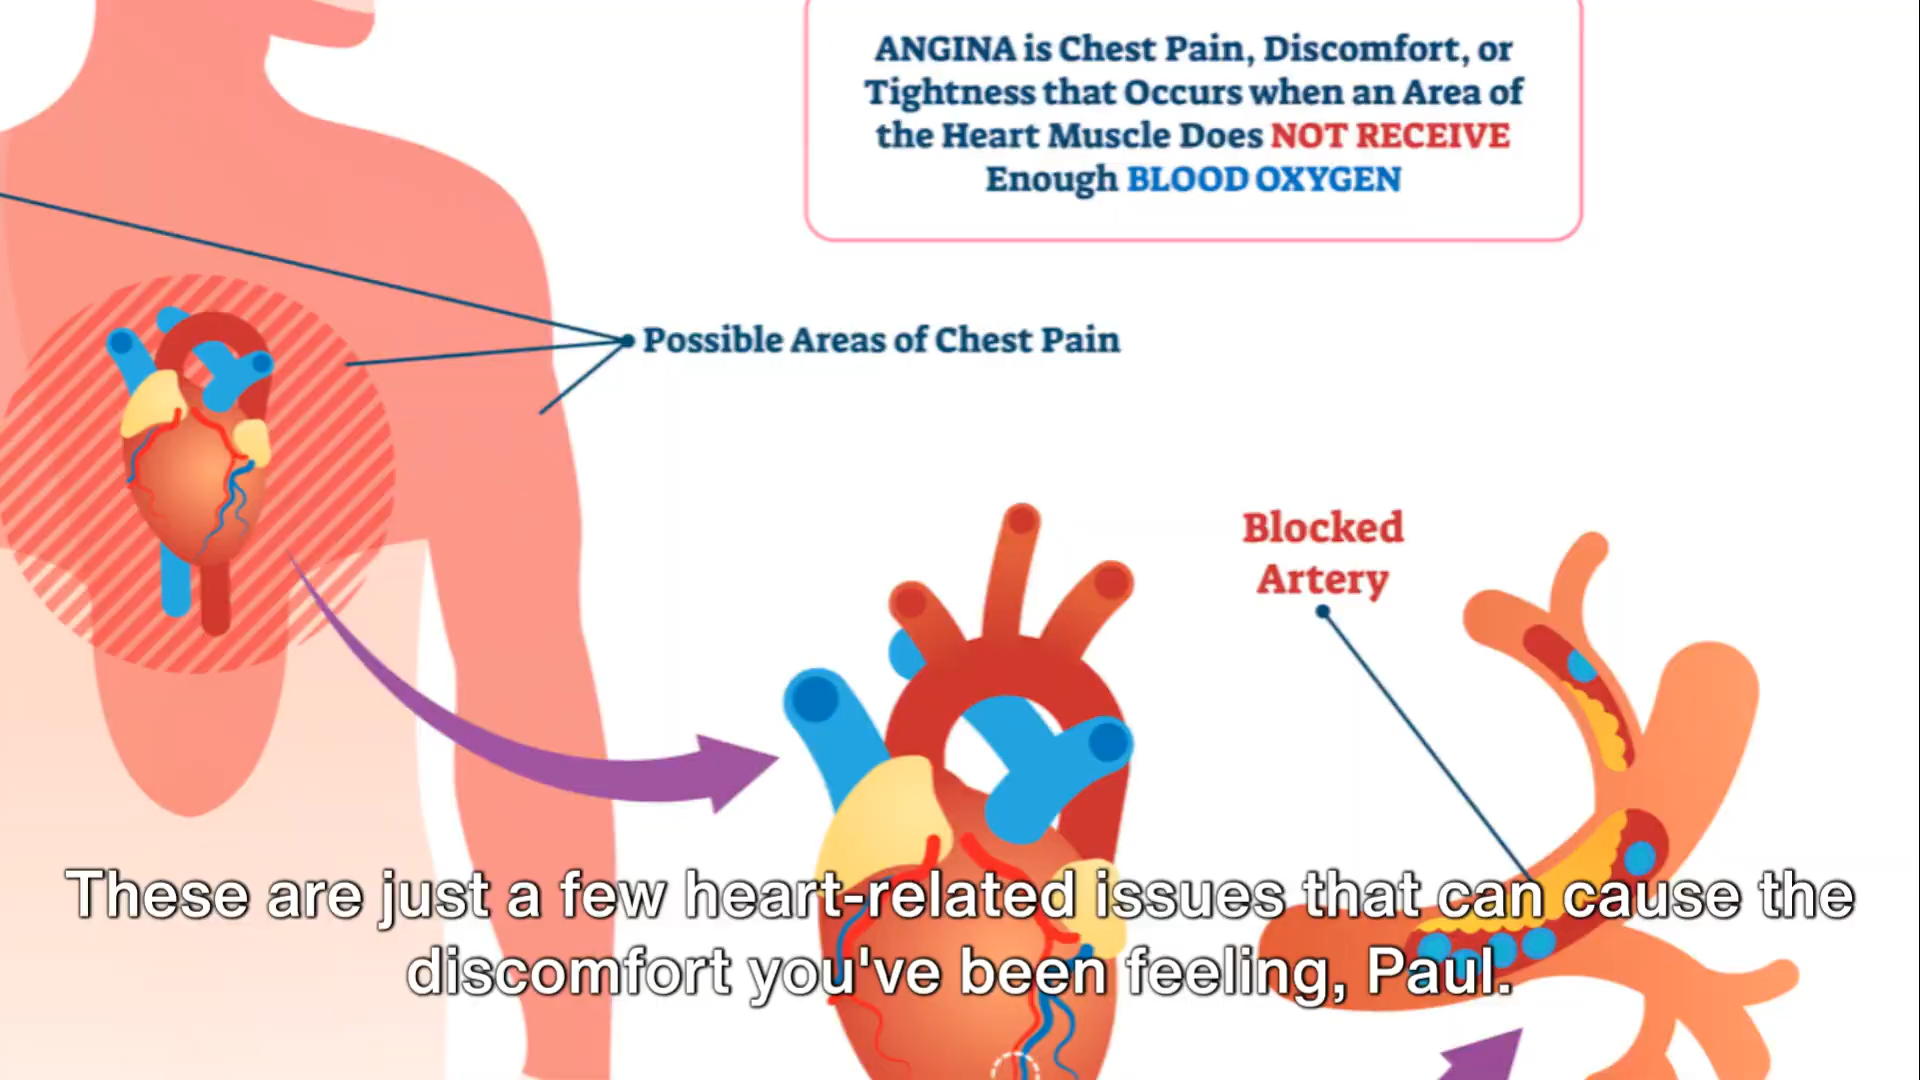 ANGINA is Chest Pain, Discomfort, or
Tightness that Occurs when an Area of
the Heart Muscle Does NOT RECEIVE
Enough BLOOD OXYGEN
Possible Areas of Chest Pain
Blocked
Artery
These are just a few heart-related issues that can cause the
discomfort you've been feeling, Paul.